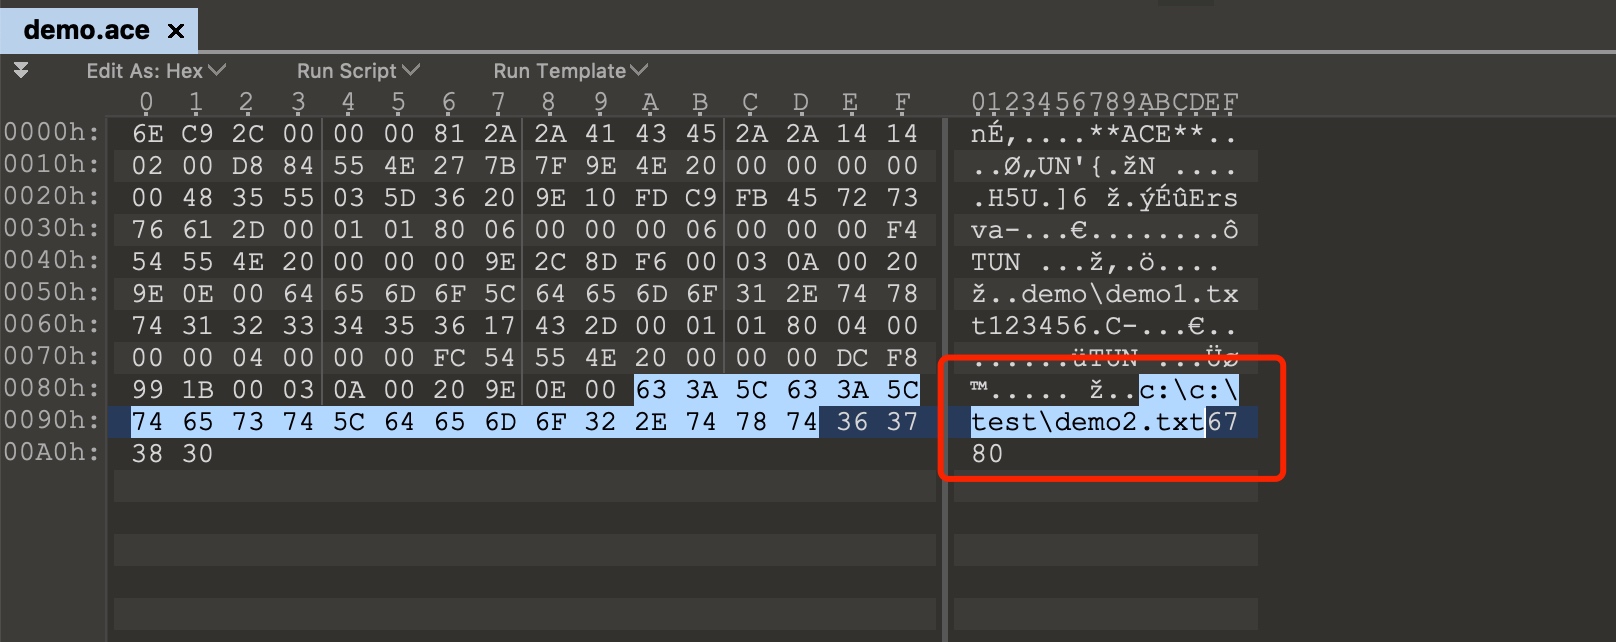 demo.ace ×
Edit As: Hex Run Script Run Template
0 1 2 3 4 5 6 7 8 9 A B C D E F 0123456789ABCDEF
0000h: 6E C9 2C 00 00 00 81 2A 2A 41 43 45 2A 2A 14 14 nÉ,....**ACE**..
0010h: 02 00 D8 84 55 4E 27 7B 7F 9E 4E 20 00 00 00 00 ..Ø„UN'{.žN ....
0020h: 00 48 35 55 03 5D 36 20 9E 10 FD C9 FB 45 72 73 .H5U.]6 ž.ýÉûErs
0030h: 76 61 2D 00 01 01 80 06 00 00 00 06 00 00 00 F4 va-...€........ô
0040h: 54 55 4E 20 00 00 00 00 9E 2C 8D F6 00 03 0A 00 20 TUN ...ž,.ö....
0050h: 9E 0E 00 64 65 6D 6F 5C 64 65 6D 6F 31 2E 74 78 ž..demo\demo1.tx
0060h: 74 31 32 33 34 35 36 17 43 2D 00 01 01 80 04 00 t123456.C-...€..
0070h: 00 00 04 00 00 00 FC 54 55 4E 20 00 00 00 DC F8 ......üTUN ...Üø
0080h: 99 1B 00 03 0A 00 20 9E 0E 00 63 3A 5C 63 3A 5C ™..... ž..c:\c:\
0090h: 74 65 73 74 5C 64 65 6D 6F 32 2E 74 78 74 36 37 test\demo2.txt67
00A0h: 38 30 80